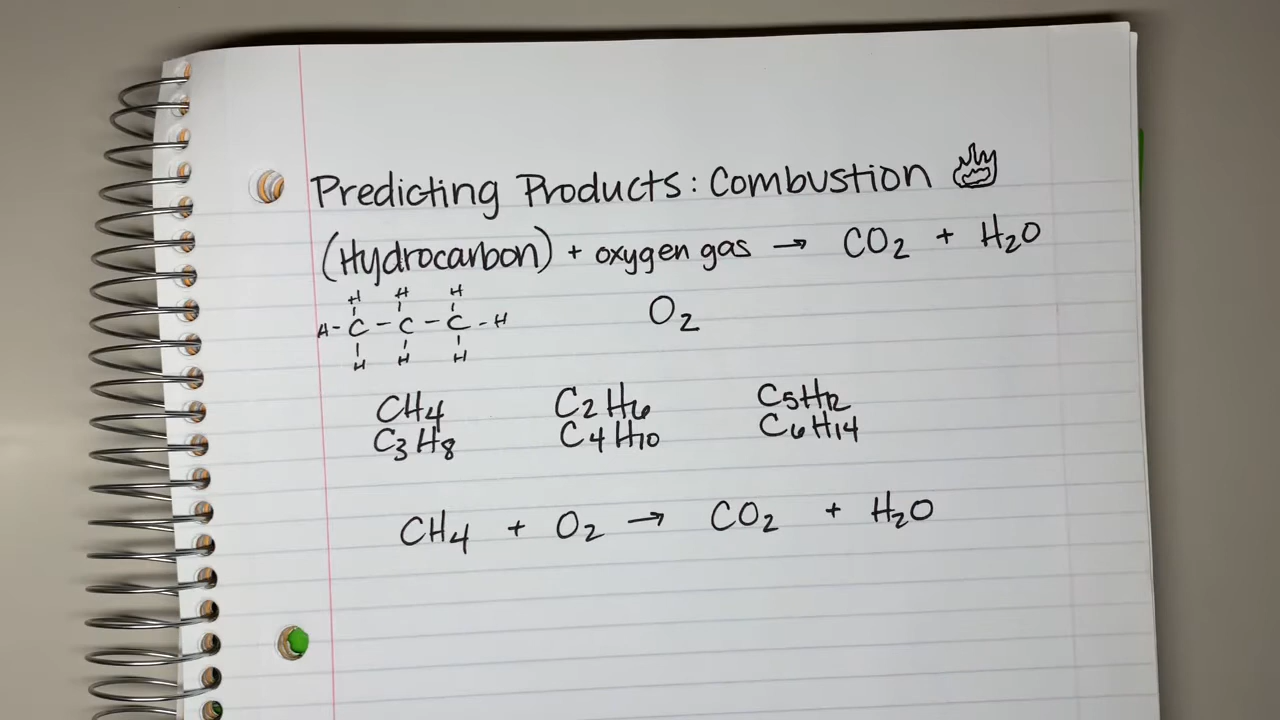 Predicting Products: Combustion
(Hydrocarbon) + oxygen gas → CO2 + H2O
H H H
H - C - C - C - H O2
H H H
CH4 C2H6 C5H12
C3H8 C4H10 C6H14
CH4 + O2 → CO2 + H2O